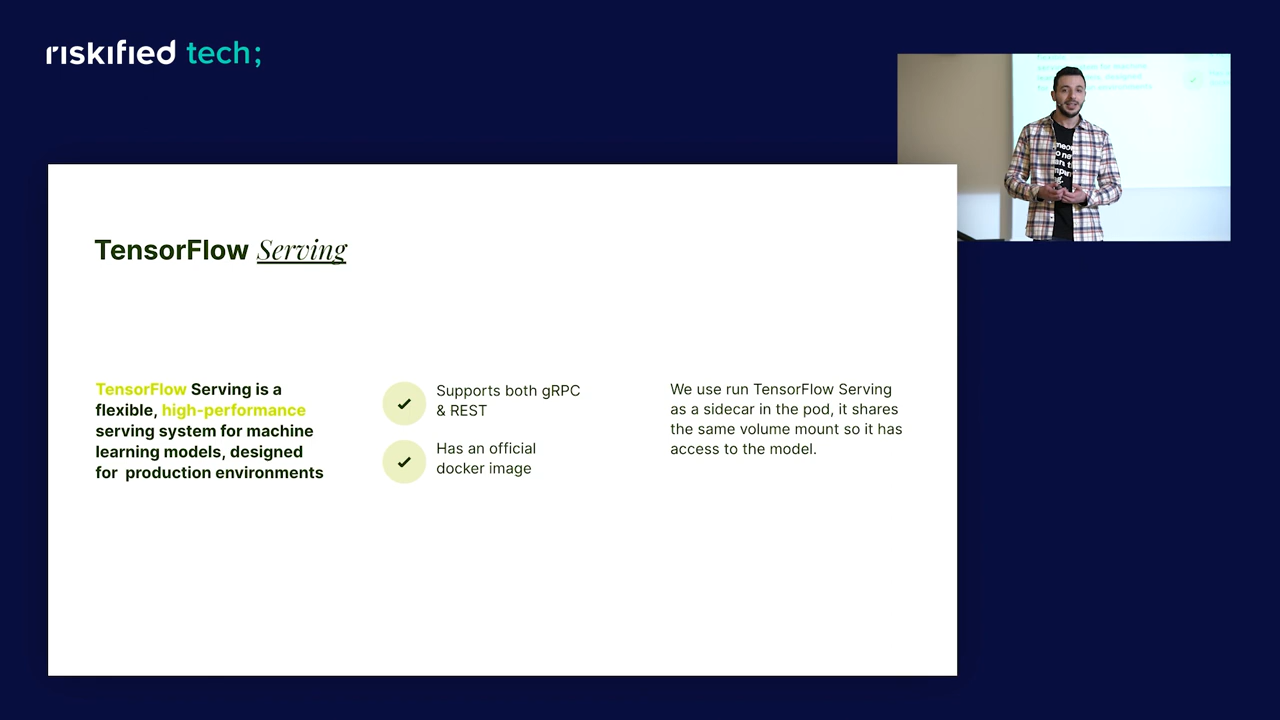 riskified tech;
TensorFlow Serving
TensorFlow Serving is a
flexible, high-performance
serving system for machine
learning models, designed
for production environments
Supports both gRPC
& REST
Has an official
docker image
We use run TensorFlow Serving
as a sidecar in the pod, it shares
the same volume mount so it has
access to the model.